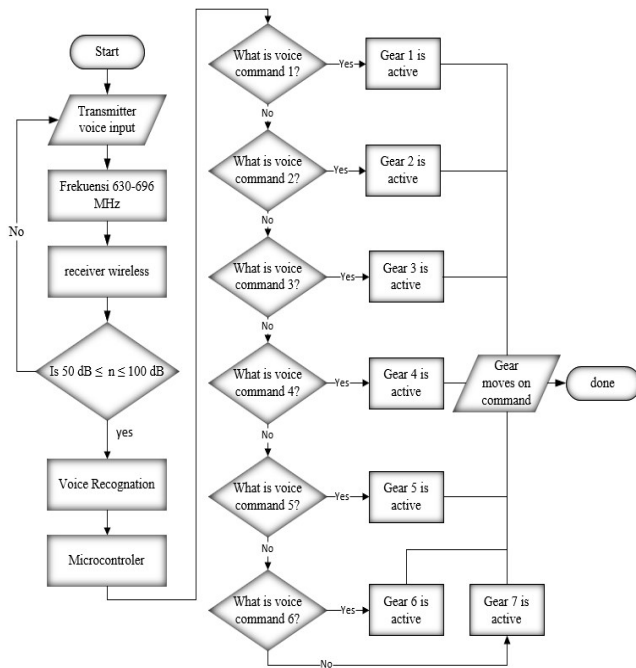 Start
Transmitter
voice input
Frekuensi 630-696
MHz
No
receiver wireless
Is 50 dB ≤ n ≤ 100 dB
yes
Voice Recognation
Microcontroler
What is voice
command 1?
Yes
Gear 1 is
active
No
What is voice
command 2?
Yes
Gear 2 is
active
No
What is voice
command 3?
Yes
Gear 3 is
active
No
What is voice
command 4?
Yes
Gear 4 is
active
No
What is voice
command 5?
Yes
Gear 5 is
active
No
What is voice
command 6?
Yes
Gear 6 is
active
No
Gear 7 is
active
Gear
moves on
command
done